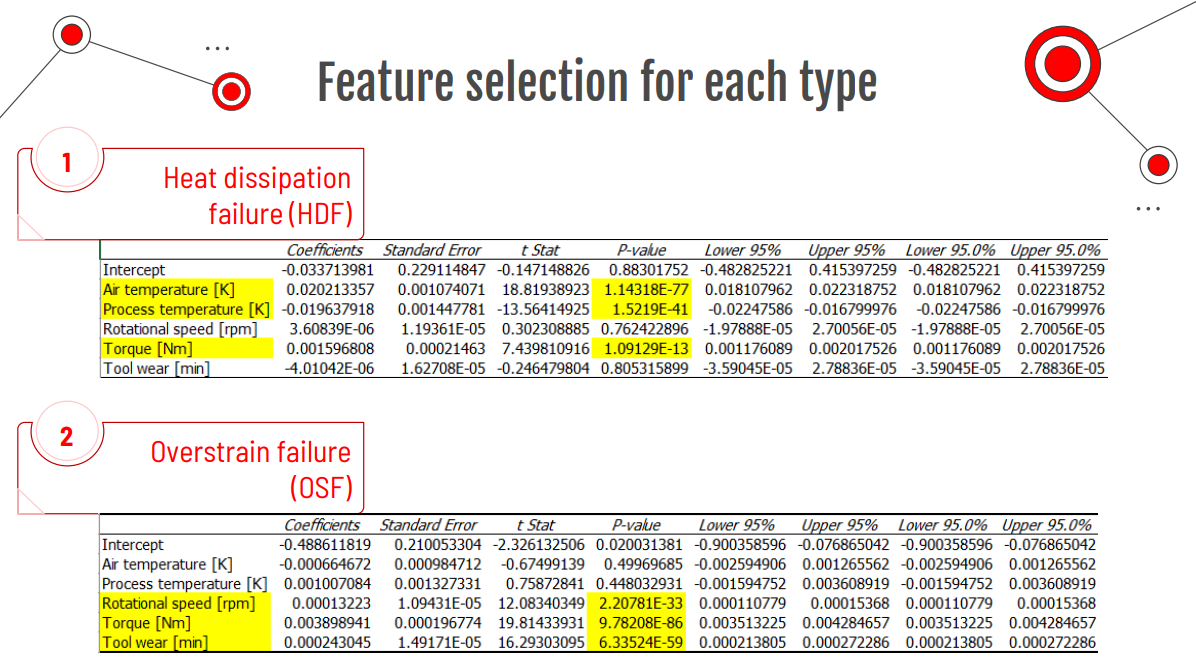 ...
Feature selection for each type
1
Heat dissipation
failure (HDF)
Coefficients Standard Error t Stat P-value Lower 95% Upper 95% Lower 95.0% Upper 95.0%
Intercept -0.033713981 0.229114847 -0.147148826 0.88301752 -0.482825221 0.415397259 -0.482825221 0.415397259
Air temperature [K] 0.020213357 0.001074071 18.81938923 1.14318E-77 0.018107962 0.022318752 0.018107962 0.022318752
Process temperature [K] -0.019637918 0.001447781 -13.56414925 1.5219E-41 -0.02247586 -0.016799976 -0.02247586 -0.016799976
Rotational speed [rpm] 3.60839E-06 1.19361E-05 0.302308885 0.762422896 -1.97888E-05 2.70056E-05 -1.97888E-05 2.70056E-05
Torque [Nm] 0.001596808 0.00021463 7.439810916 1.09129E-13 0.001176089 0.002017526 0.001176089 0.002017526
Tool wear [min] -4.01042E-06 1.62708E-05 -0.246479804 0.805315899 -3.59045E-05 2.78836E-05 -3.59045E-05 2.78836E-05
...
2
Overstrain failure
(OSF)
Coefficients Standard Error t Stat P-value Lower 95% Upper 95% Lower 95.0% Upper 95.0%
Intercept -0.488611819 0.210053304 -2.326132506 0.020031381 -0.900358596 -0.076865042 -0.900358596 -0.076865042
Air temperature [K] -0.000664672 0.000984712 -0.67499139 0.49969685 -0.002594906 0.001265562 -0.002594906 0.001265562
Process temperature [K] 0.001007084 0.001327331 0.75872841 0.448032931 -0.001594752 0.003608919 -0.001594752 0.003608919
Rotational speed [rpm] 0.00013223 1.09431E-05 12.08340349 2.20781E-33 0.000110779 0.00015368 0.000110779 0.00015368
Torque [Nm] 0.003898941 0.000196774 19.81433931 9.78208E-86 0.003513225 0.004284657 0.003513225 0.004284657
Tool wear [min] 0.000243045 1.49171E-05 16.29303095 6.33524E-59 0.000213805 0.000272286 0.000213805 0.000272286